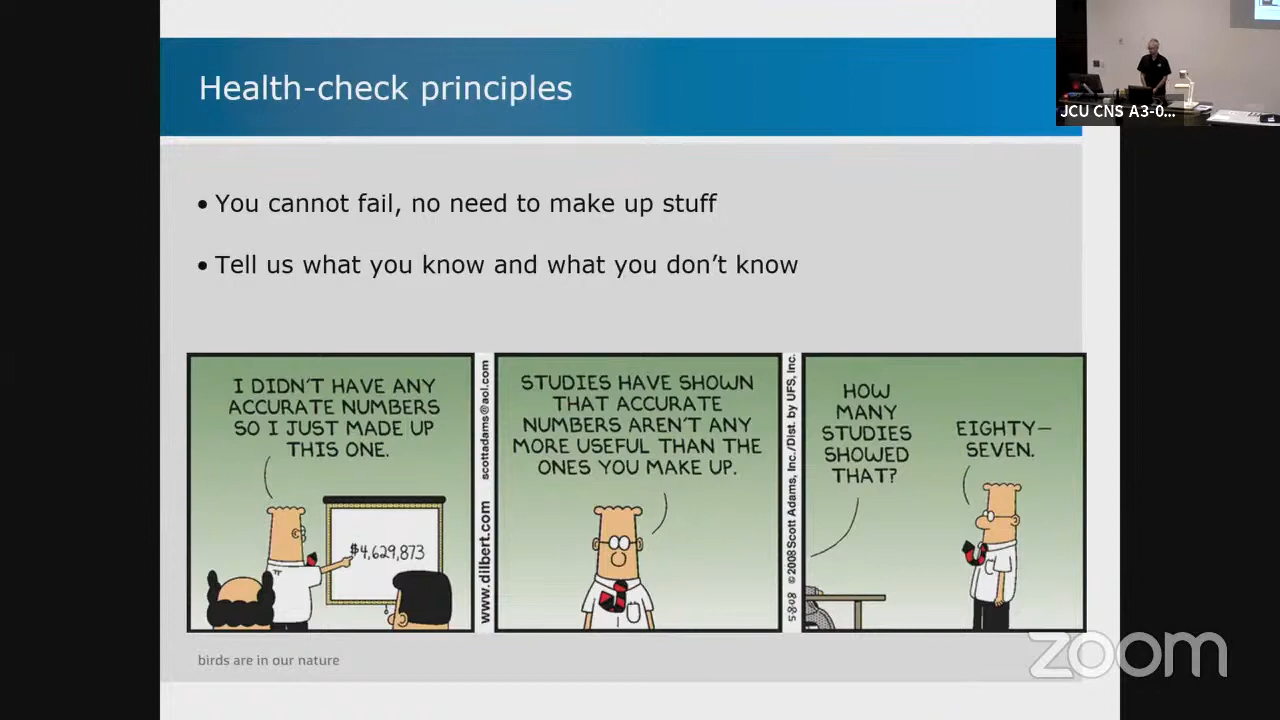 Health-check principles
JCU CNS A3-0...
• You cannot fail, no need to make up stuff
• Tell us what you know and what you don't know
I DIDN'T HAVE ANY
ACCURATE NUMBERS
SO I JUST MADE UP
THIS ONE.
$4,629,873
www.dilbert.com scottadams@aol.com
STUDIES HAVE SHOWN
THAT ACCURATE
NUMBERS AREN'T ANY
MORE USEFUL THAN THE
ONES YOU MAKE UP.
5-8-08 © 2008 Scott Adams, Inc./Dist. by UFS, Inc.
HOW
MANY
STUDIES
SHOWED
THAT?
EIGHTY-
SEVEN.
birds are in our nature
zoom